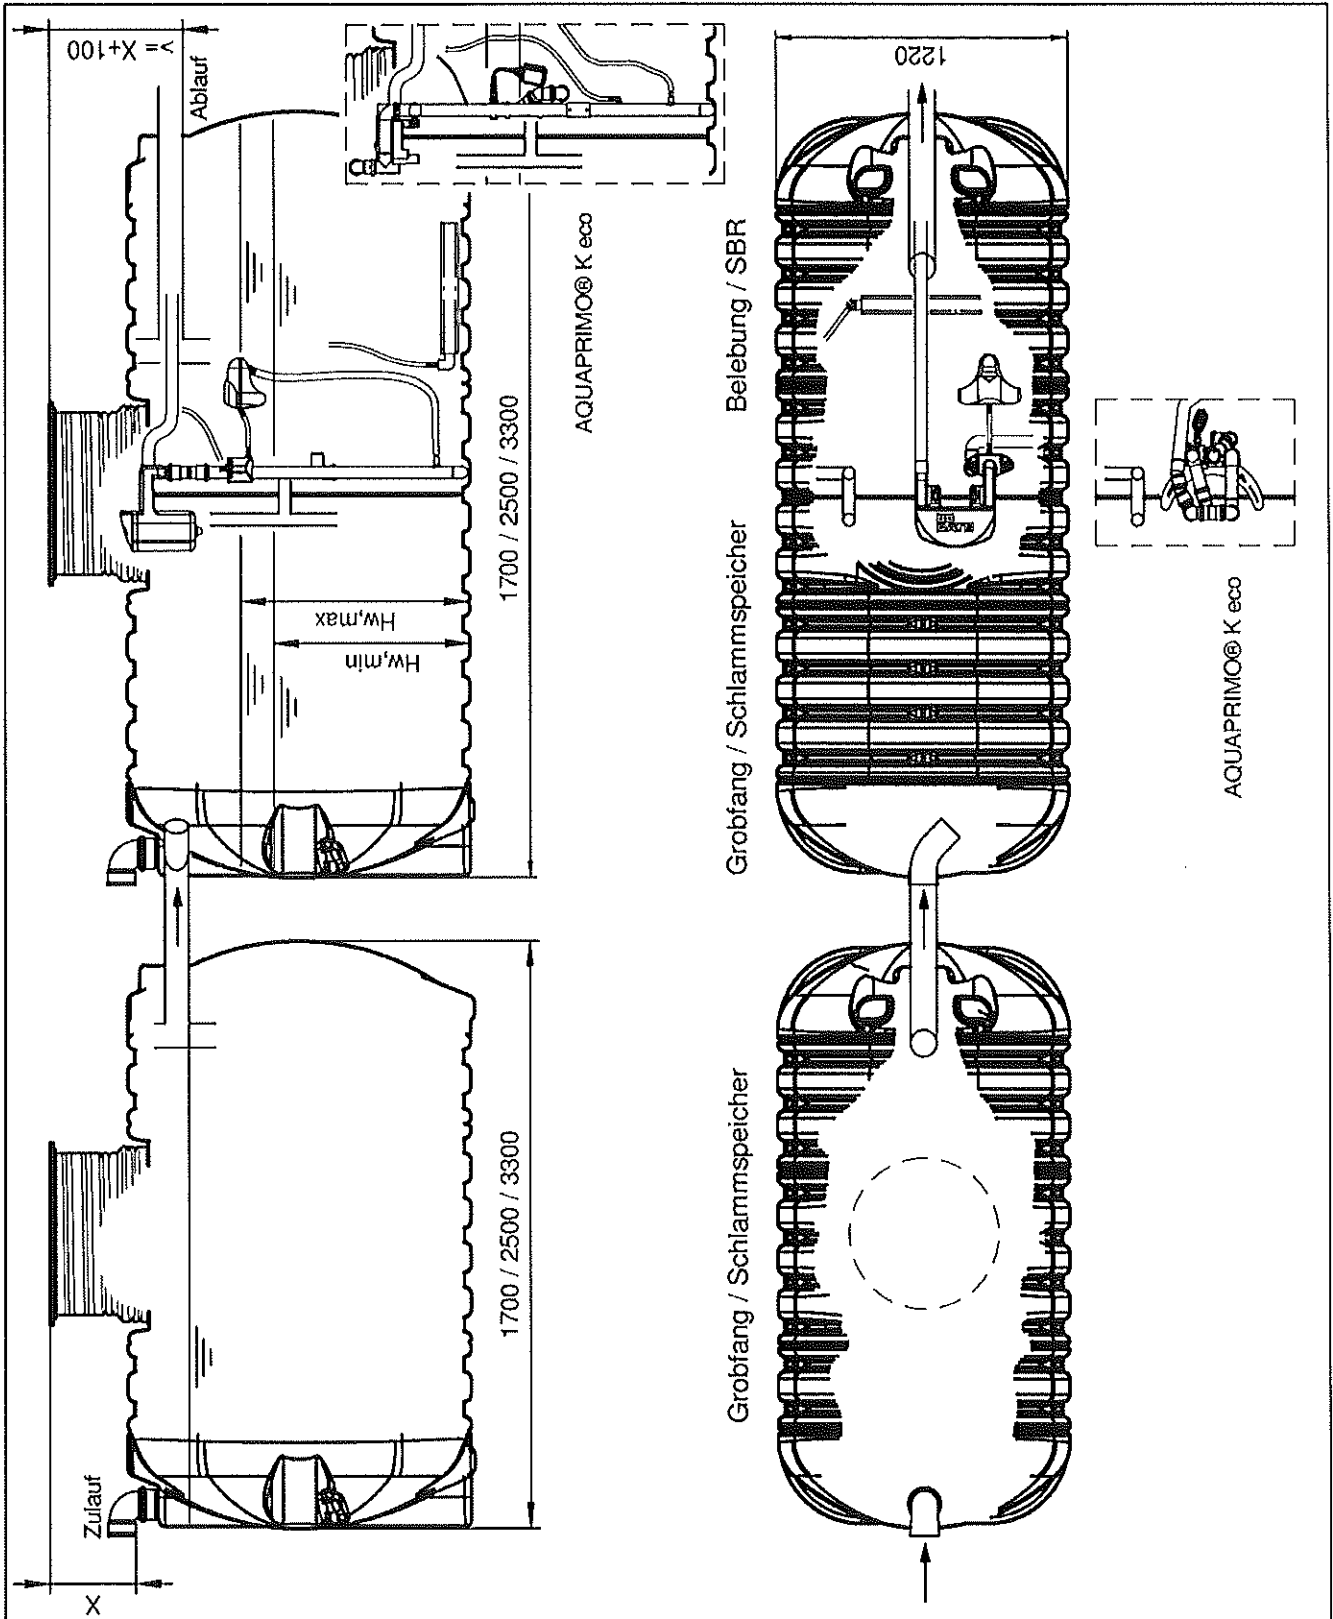 Zulauf
X
Ablauf
>= X+100
Hw,max
Hw,min
1700 / 2500 / 3300
1700 / 2500 / 3300
AQUAPRIMO® K eco
Grobfang / Schlammspeicher
Grobfang / Schlammspeicher
Belebung / SBR
1220
AQUAPRIMO® K eco